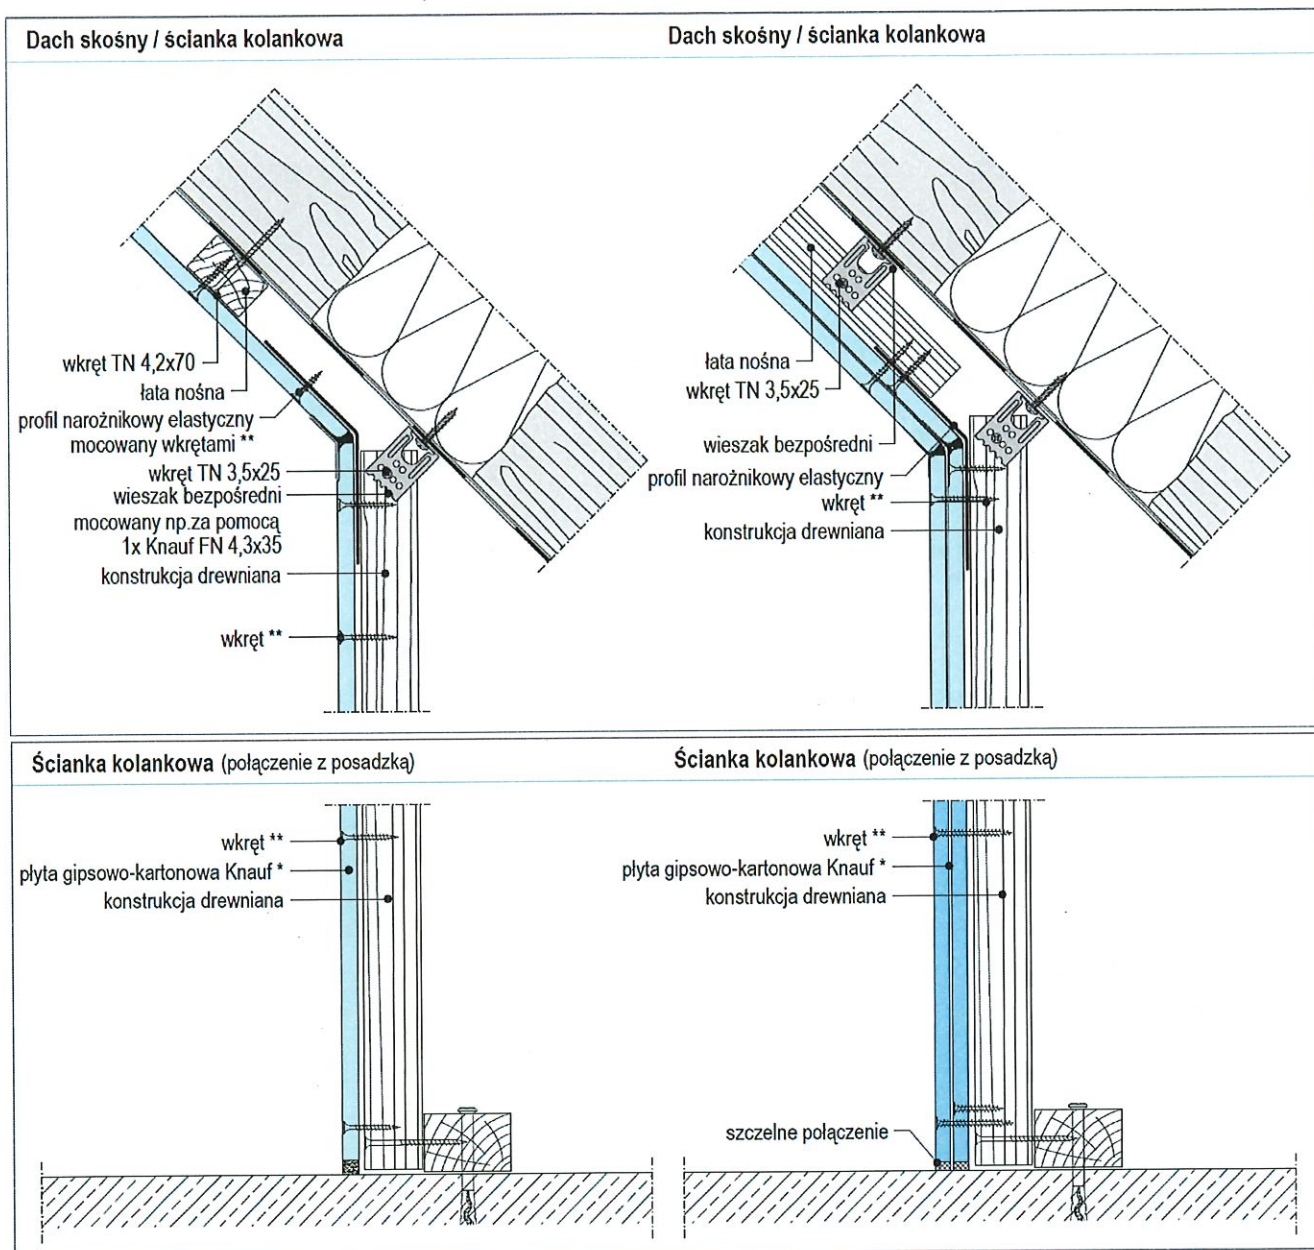 Dach skośny / ścianka kolankowa
wkręt TN 4,2x70
łata nośna
profil narożnikowy elastyczny
mocowany wkrętami **
wkręt TN 3,5x25
wieszak bezpośredni
mocowany np.za pomocą
1x Knauf FN 4,3x35
konstrukcja drewniana
wkręt **
Dach skośny / ścianka kolankowa
łata nośna
wkręt TN 3,5x25
wieszak bezpośredni
profil narożnikowy elastyczny
wkręt **
konstrukcja drewniana
Ścianka kolankowa (połączenie z posadzką)
wkręt **
płyta gipsowo-kartonowa Knauf *
konstrukcja drewniana
Ścianka kolankowa (połączenie z posadzką)
wkręt **
płyta gipsowo-kartonowa Knauf *
konstrukcja drewniana
szczelne połączenie